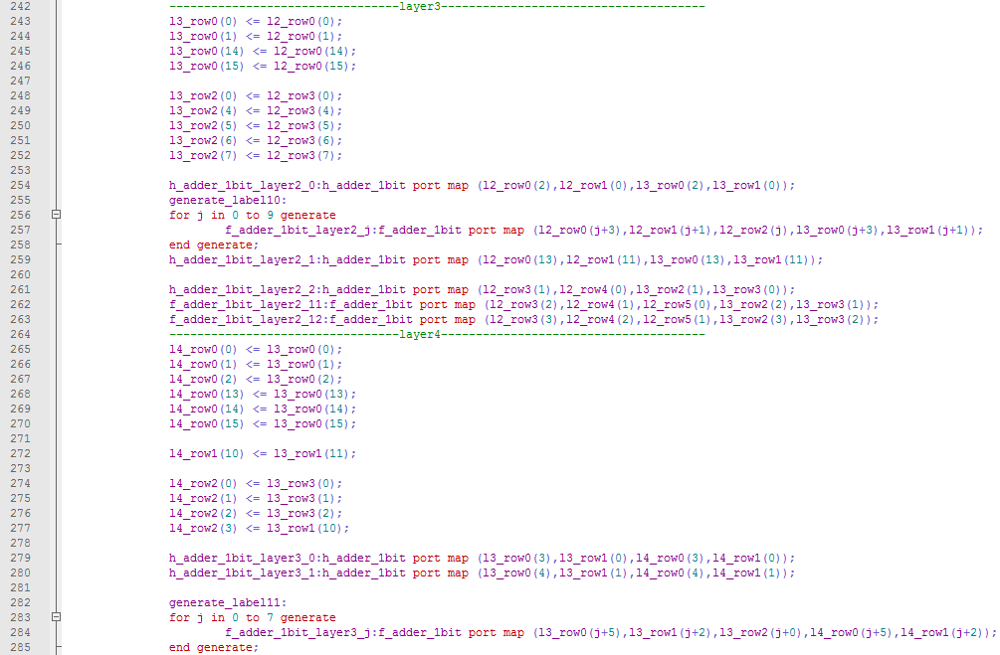 242 ---------------------------------layer3--------------------------------------
243 l3_row0(0) <= l2_row0(0);
244 l3_row0(1) <= l2_row0(1);
245 l3_row0(14) <= l2_row0(14);
246 l3_row0(15) <= l2_row0(15);
247
248 l3_row2(0) <= l2_row3(0);
249 l3_row2(4) <= l2_row3(4);
250 l3_row2(5) <= l2_row3(5);
251 l3_row2(6) <= l2_row3(6);
252 l3_row2(7) <= l2_row3(7);
253
254 h_adder_1bit_layer2_0:h_adder_1bit port map (l2_row0(2),l2_row1(0),l3_row0(2),l3_row1(0));
255 generate_label10:
256 for j in 0 to 9 generate
257 f_adder_1bit_layer2_j:f_adder_1bit port map (l2_row0(j+3),l2_row1(j+1),l2_row2(j),l3_row0(j+3),l3_row1(j+1));
258 end generate;
259 h_adder_1bit_layer2_1:h_adder_1bit port map (l2_row0(13),l2_row1(11),l3_row0(13),l3_row1(11));
260
261 h_adder_1bit_layer2_2:h_adder_1bit port map (l2_row3(1),l2_row4(0),l3_row2(1),l3_row3(0));
262 f_adder_1bit_layer2_11:f_adder_1bit port map (l2_row3(2),l2_row4(1),l2_row5(0),l3_row2(2),l3_row3(1));
263 f_adder_1bit_layer2_12:f_adder_1bit port map (l2_row3(3),l2_row4(2),l2_row5(1),l3_row2(3),l3_row3(2));
264 ---------------------------------layer4--------------------------------------
265 l4_row0(0) <= l3_row0(0);
266 l4_row0(1) <= l3_row0(1);
267 l4_row0(2) <= l3_row0(2);
268 l4_row0(13) <= l3_row0(13);
269 l4_row0(14) <= l3_row0(14);
270 l4_row0(15) <= l3_row0(15);
271
272 l4_row1(10) <= l3_row1(11);
273
274 l4_row2(0) <= l3_row3(0);
275 l4_row2(1) <= l3_row3(1);
276 l4_row2(2) <= l3_row3(2);
277 l4_row2(3) <= l3_row1(10);
278
279 h_adder_1bit_layer3_0:h_adder_1bit port map (l3_row0(3),l3_row1(0),l4_row0(3),l4_row1(0));
280 h_adder_1bit_layer3_1:h_adder_1bit port map (l3_row0(4),l3_row1(1),l4_row0(4),l4_row1(1));
281
282 generate_label11:
283 for j in 0 to 7 generate
284 f_adder_1bit_layer3_j:f_adder_1bit port map (l3_row0(j+5),l3_row1(j+2),l3_row2(j+0),l4_row0(j+5),l4_row1(j+2));
285 end generate;